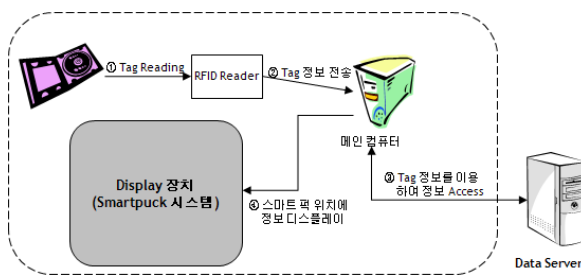 ① Tag Reading
RFID Reader
② Tag 정보 전송
메인 컴퓨터
Display 장치
(Smartpuck 시스템)
④ 스마트 퍽 위치에
정보 디스플레이
③ Tag 정보를 이용
하여 정보 Access
Data Server